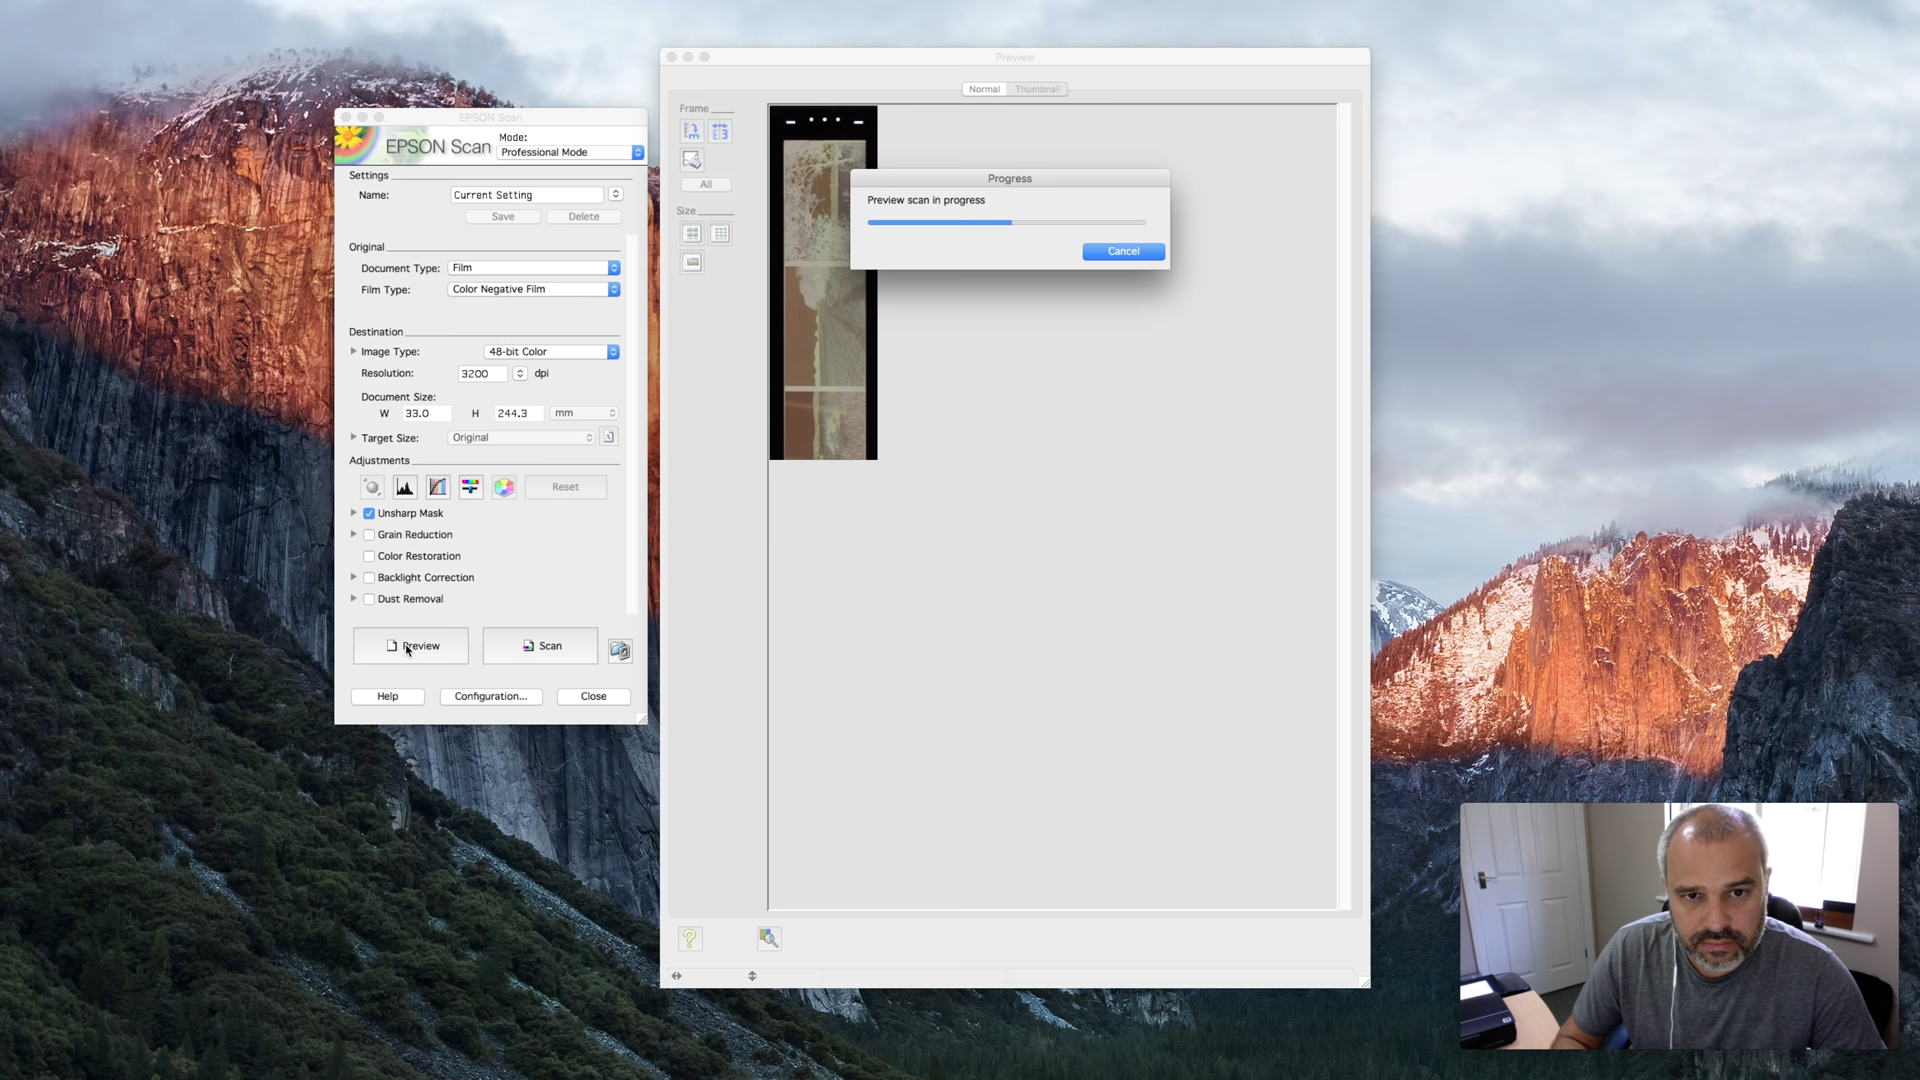 Preview
Normal Thumbnail
Frame
All
Size
Progress
Preview scan in progress
Cancel
EPSON Scan
EPSON Scan
Mode:
Professional Mode
Settings
Name: Current Setting
Save Delete
Original
Document Type: Film
Film Type: Color Negative Film
Destination
Image Type: 48-bit Color
Resolution: 3200 dpi
Document Size:
W 33.0 H 244.3 mm
Target Size: Original
Adjustments
Reset
Unsharp Mask
Grain Reduction
Color Restoration
Backlight Correction
Dust Removal
Preview Scan
Help Configuration... Close